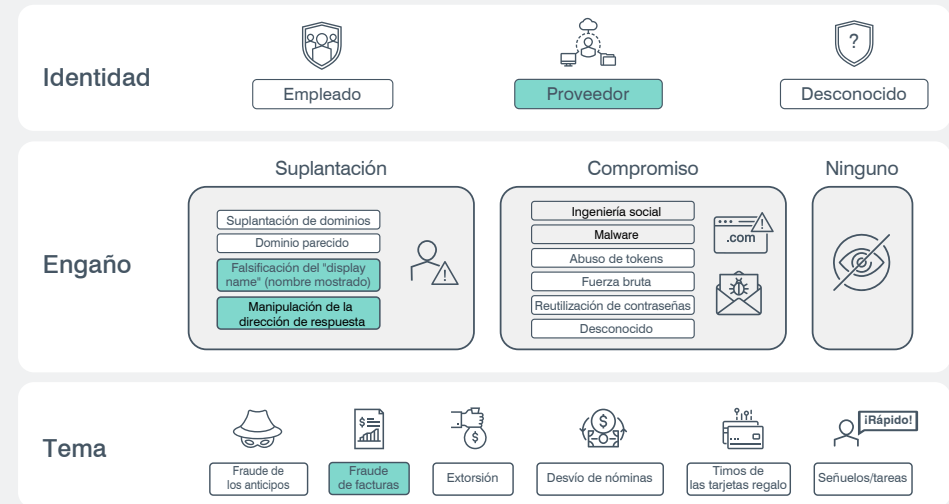 Identidad
Empleado
Proveedor
?
Desconocido
Engaño
Suplantación
Suplantación de dominios
Dominio parecido
Falsificación del "display
name" (nombre mostrado)
Manipulación de la
dirección de respuesta
Compromiso
Ingeniería social
Malware
Abuso de tokens
Fuerza bruta
Reutilización de contraseñas
Desconocido
.com
Ninguno
Tema
Fraude de
los anticipos
$
Fraude
de facturas
$
Extorsión
$
Desvío de nóminas
Timos de
las tarjetas regalo
¡Rápido!
Señuelos/tareas